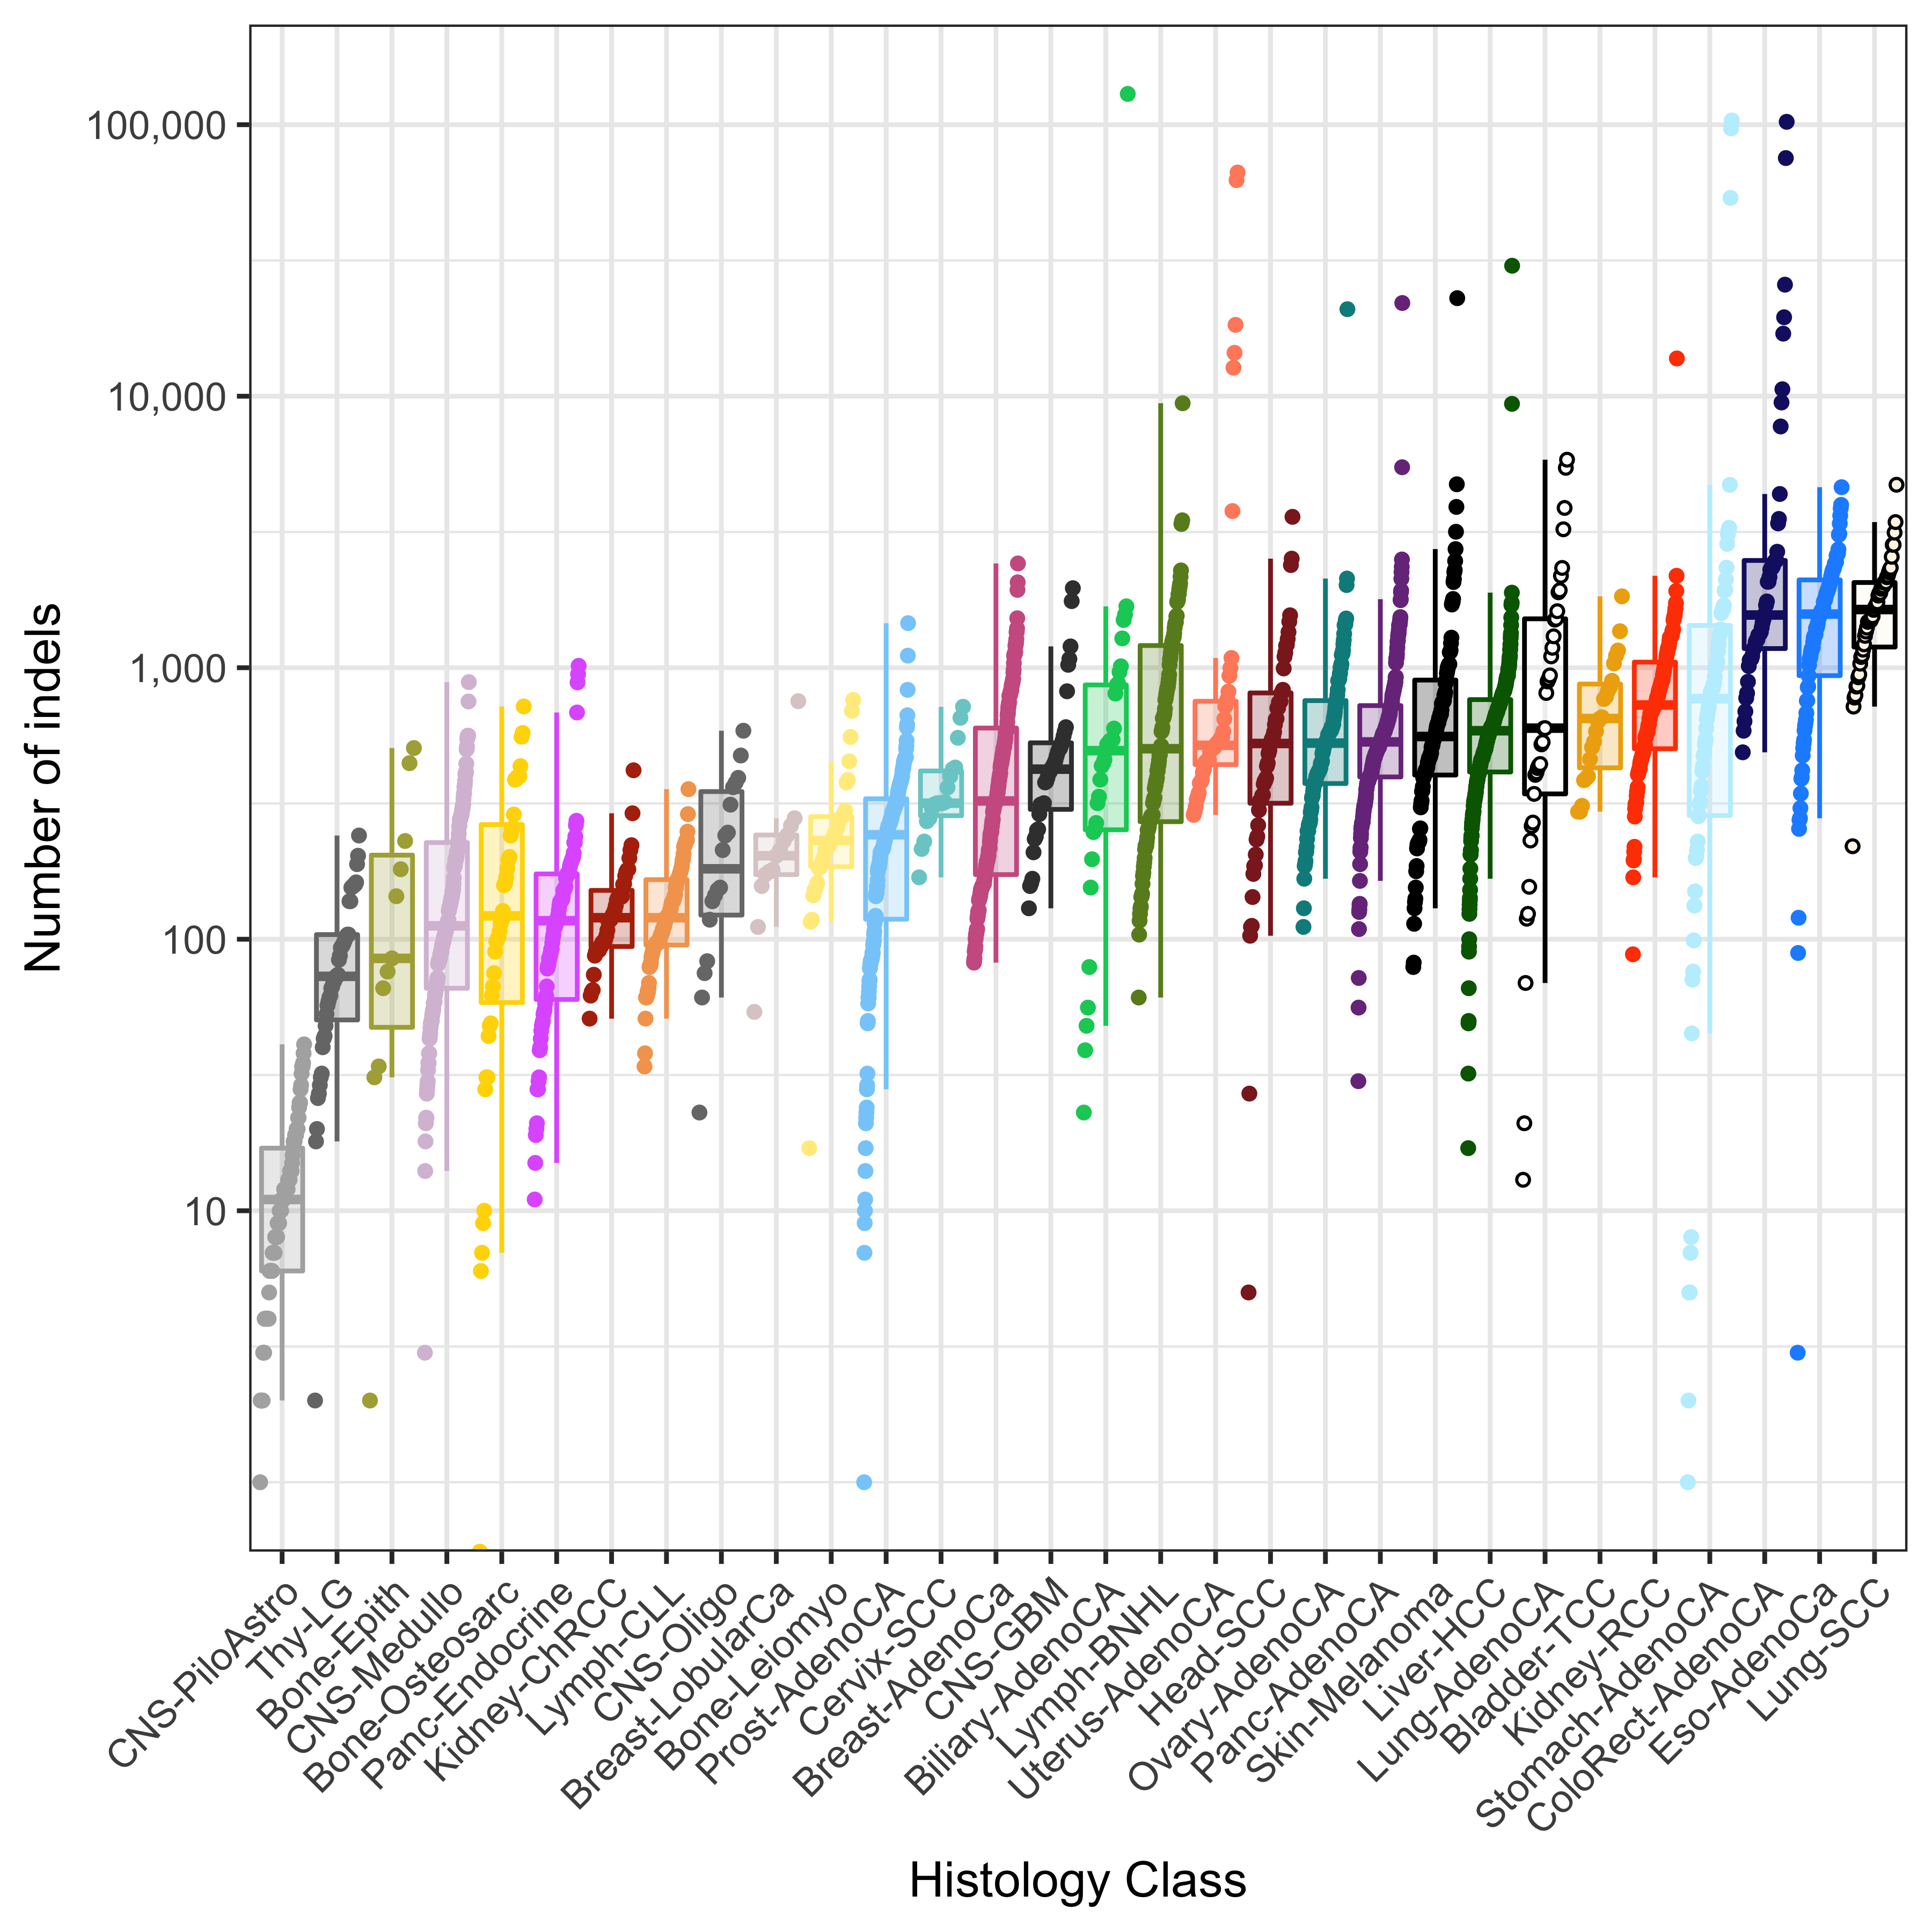 Number of indels
100,000
10,000
1,000
100
10
CNS-PiloAstro
Thy-LG
Bone-Epith
CNS-Medullo
Bone-Osteosarc
Panc-Endocrine
Kidney-ChRCC
Lymph-CLL
CNS-Oligo
Breast-LobularCa
Bone-Leiomyo
Prost-AdenoCA
Cervix-SCC
Breast-AdenoCa
CNS-GBM
Biliary-AdenoCA
Lymph-BNHL
Uterus-AdenoCA
Head-SCC
Ovary-AdenoCA
Panc-AdenoCA
Skin-Melanoma
Liver-HCC
Lung-AdenoCA
Bladder-TCC
Kidney-RCC
Stomach-AdenoCA
ColoRect-AdenoCA
Eso-AdenoCa
Lung-SCC
Histology Class